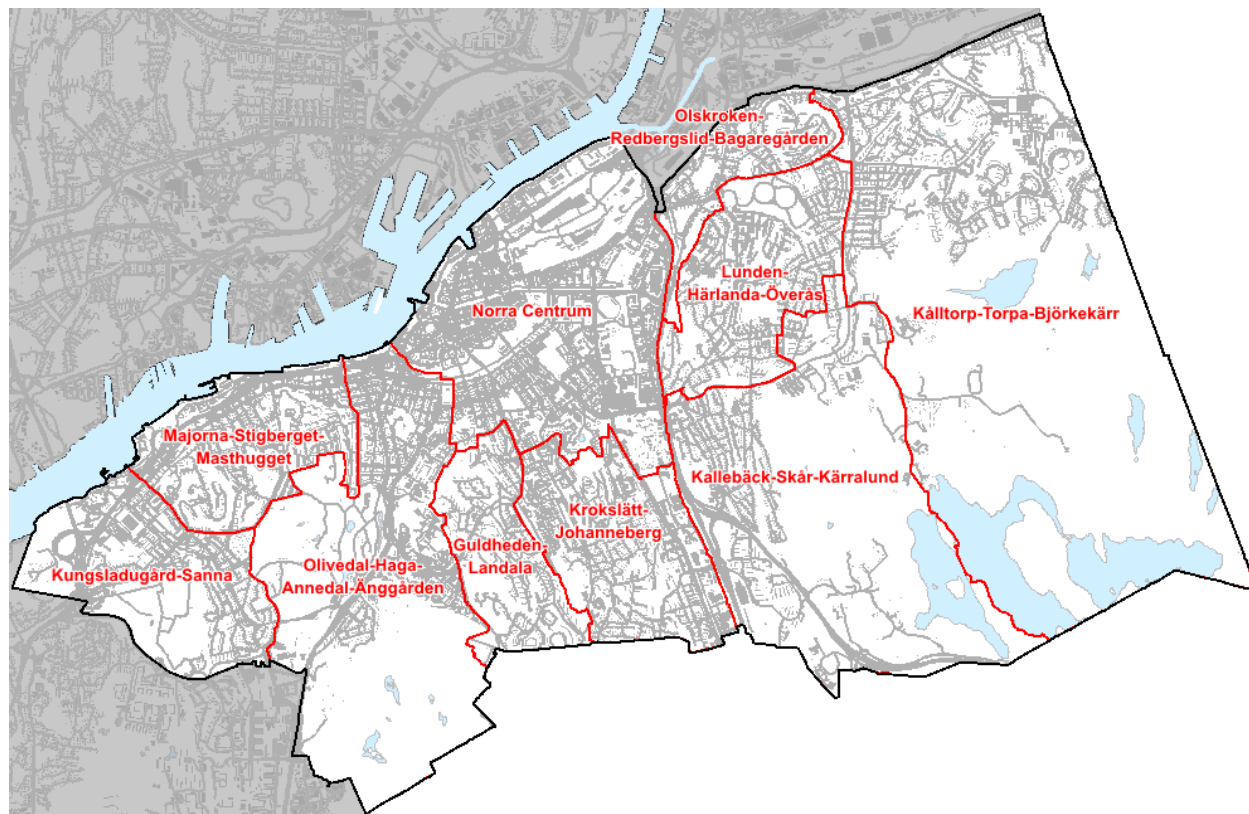 Olskroken-
Redbergslid-Bagaregården
Lunden-
Härlanda-Överås
Norra Centrum
Kålltorp-Torpa-Björkekärr
Majorna-Stigberget-
Masthugget
Kallebäck-Skår-Kärralund
Krokslätt-
Johanneberg
Guldheden-
Landala
Kungsladugård-Sanna
Olivedal-Haga-
Annedal-Änggården